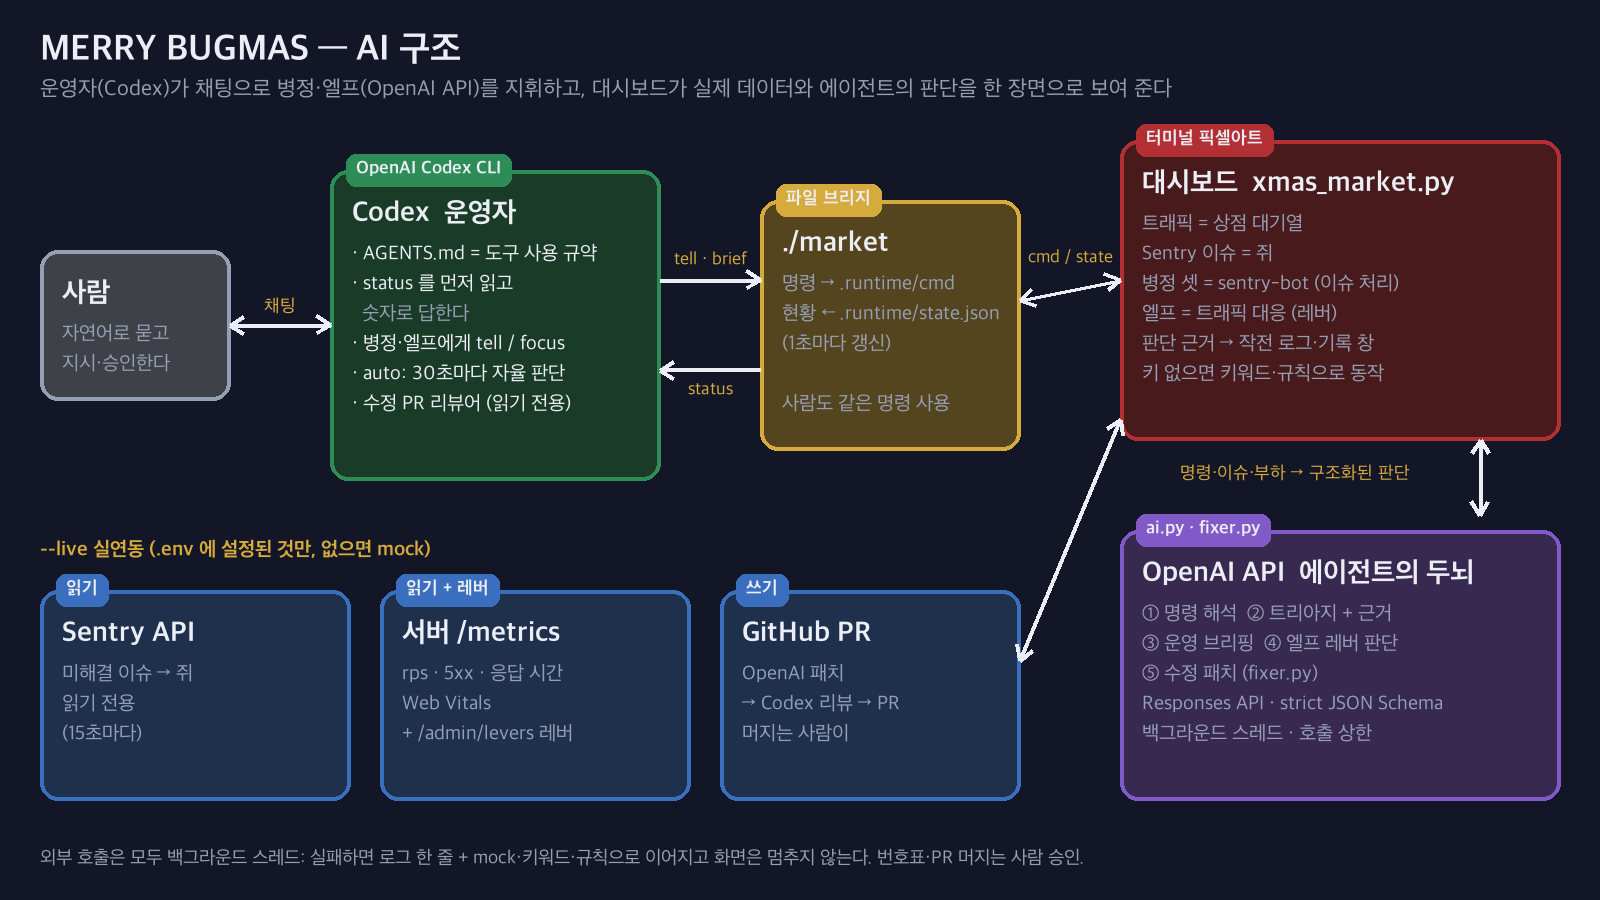 MERRY BUGMAS — AI 구조
운영자(Codex)가 채팅으로 병정·엘프(OpenAI API)를 지휘하고, 대시보드가 실제 데이터와 에이전트의 판단을 한 장면으로 보여 준다
사람
자연어로 묻고
지시·승인한다
채팅
OpenAI Codex CLI
Codex 운영자
· AGENTS.md = 도구 사용 규약
· status 를 먼저 읽고
숫자로 답한다
· 병정·엘프에게 tell / focus
· auto: 30초마다 자율 판단
· 수정 PR 리뷰어 (읽기 전용)
tell · brief
status
파일 브리지
./market
명령 → .runtime/cmd
현황 ← .runtime/state.json
(1초마다 갱신)
사람도 같은 명령 사용
cmd / state
터미널 픽셀아트
대시보드 xmas_market.py
트래픽 = 상점 대기열
Sentry 이슈 = 쥐
병정 셋 = sentry-bot (이슈 처리)
엘프 = 트래픽 대응 (레버)
판단 근거 → 작전 로그·기록 창
키 없으면 키워드·규칙으로 동작
명령·이슈·부하 → 구조화된 판단
ai.py · fixer.py
OpenAI API 에이전트의 두뇌
① 명령 해석 ② 트리아지 + 근거
③ 운영 브리핑 ④ 엘프 레버 판단
⑤ 수정 패치 (fixer.py)
Responses API · strict JSON Schema
백그라운드 스레드 · 호출 상한
--live 실연동 (.env 에 설정된 것만, 없으면 mock)
읽기
Sentry API
미해결 이슈 → 쥐
읽기 전용
(15초마다)
읽기 + 레버
서버 /metrics
rps · 5xx · 응답 시간
Web Vitals
+ /admin/levers 레버
쓰기
GitHub PR
OpenAI 패치
→ Codex 리뷰 → PR
머지는 사람이
외부 호출은 모두 백그라운드 스레드: 실패하면 로그 한 줄 + mock·키워드·규칙으로 이어지고 화면은 멈추지 않는다. 번호표·PR 머지는 사람 승인.